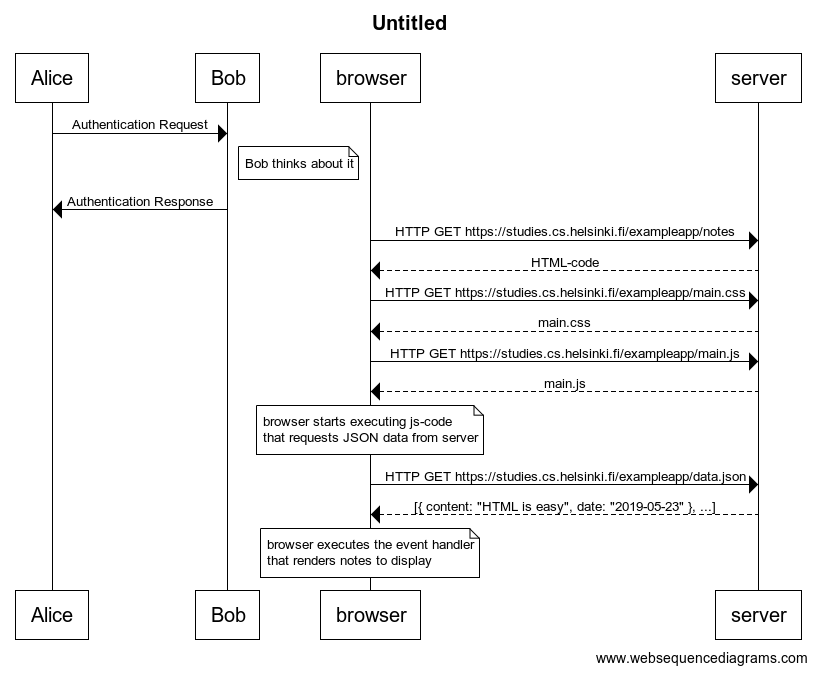 Untitled
Alice
Bob
browser
server
Authentication Request
Bob thinks about it
Authentication Response
HTTP GET https://studies.cs.helsinki.fi/exampleapp/notes
HTML-code
HTTP GET https://studies.cs.helsinki.fi/exampleapp/main.css
main.css
HTTP GET https://studies.cs.helsinki.fi/exampleapp/main.js
main.js
browser starts executing js-code
that requests JSON data from server
HTTP GET https://studies.cs.helsinki.fi/exampleapp/data.json
[{ content: "HTML is easy", date: "2019-05-23" }, ...]
browser executes the event handler
that renders notes to display
Alice
Bob
browser
server
www.websequencediagrams.com